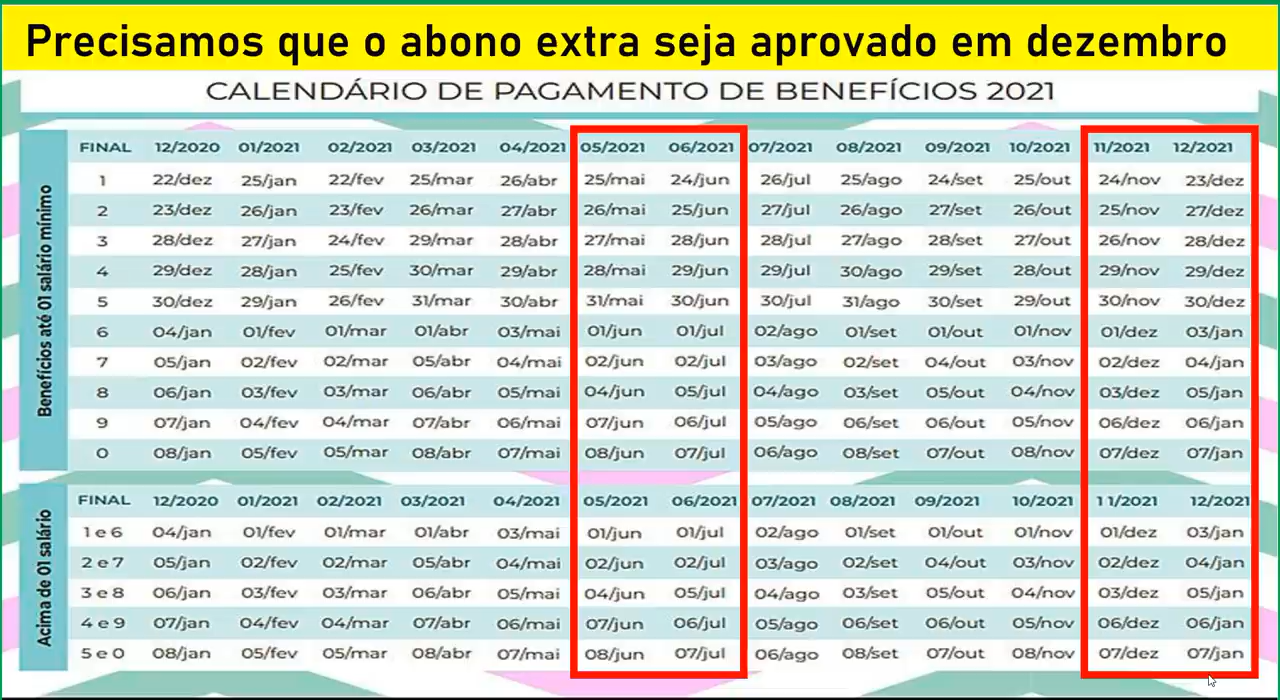 Precisamos que o abono extra seja aprovado em dezembro
CALENDÁRIO DE PAGAMENTO DE BENEFÍCIOS 2021
Benefícios até 01 salário mínimo
FINAL 12/2020 01/2021 02/2021 03/2021 04/2021 05/2021 06/2021 07/2021 08/2021 09/2021 10/2021 11/2021 12/2021
1 22/dez 25/jan 22/fev 25/mar 26/abr 25/mai 24/jun 26/jul 25/ago 24/set 25/out 24/nov 23/dez
2 23/dez 26/jan 23/fev 26/mar 27/abr 26/mai 25/jun 27/jul 26/ago 27/set 26/out 25/nov 27/dez
3 28/dez 27/jan 24/fev 29/mar 28/abr 27/mai 28/jun 28/jul 27/ago 28/set 27/out 26/nov 28/dez
4 29/dez 28/jan 25/fev 30/mar 29/abr 28/mai 29/jun 29/jul 30/ago 29/set 28/out 29/nov 29/dez
5 30/dez 29/jan 26/fev 31/mar 30/abr 31/mai 30/jun 30/jul 31/ago 30/set 29/out 30/nov 30/dez
6 04/jan 01/fev 01/mar 01/abr 03/mai 01/jun 01/jul 02/ago 01/set 01/out 01/nov 01/dez 03/jan
7 05/jan 02/fev 02/mar 05/abr 04/mai 02/jun 02/jul 03/ago 02/set 04/out 03/nov 02/dez 04/jan
8 06/jan 03/fev 03/mar 06/abr 05/mai 04/jun 05/jul 04/ago 03/set 05/out 04/nov 03/dez 05/jan
9 07/jan 04/fev 04/mar 07/abr 06/mai 07/jun 06/jul 05/ago 06/set 06/out 05/nov 06/dez 06/jan
0 08/jan 05/fev 05/mar 08/abr 07/mai 08/jun 07/jul 06/ago 08/set 07/out 08/nov 07/dez 07/jan
Acima de 01 salário
FINAL 12/2020 01/2021 02/2021 03/2021 04/2021 05/2021 06/2021 07/2021 08/2021 09/2021 10/2021 11/2021 12/2021
1 e 6 04/jan 01/fev 01/mar 01/abr 03/mai 01/jun 01/jul 02/ago 01/set 01/out 01/nov 01/dez 03/jan
2 e 7 05/jan 02/fev 02/mar 05/abr 04/mai 02/jun 02/jul 03/ago 02/set 04/out 03/nov 02/dez 04/jan
3 e 8 06/jan 03/fev 03/mar 06/abr 05/mai 04/jun 05/jul 04/ago 03/set 05/out 04/nov 03/dez 05/jan
4 e 9 07/jan 04/fev 04/mar 07/abr 06/mai 07/jun 06/jul 05/ago 06/set 06/out 05/nov 06/dez 06/jan
5 e 0 08/jan 05/fev 05/mar 08/abr 07/mai 08/jun 07/jul 06/ago 08/set 07/out 08/nov 07/dez 07/jan